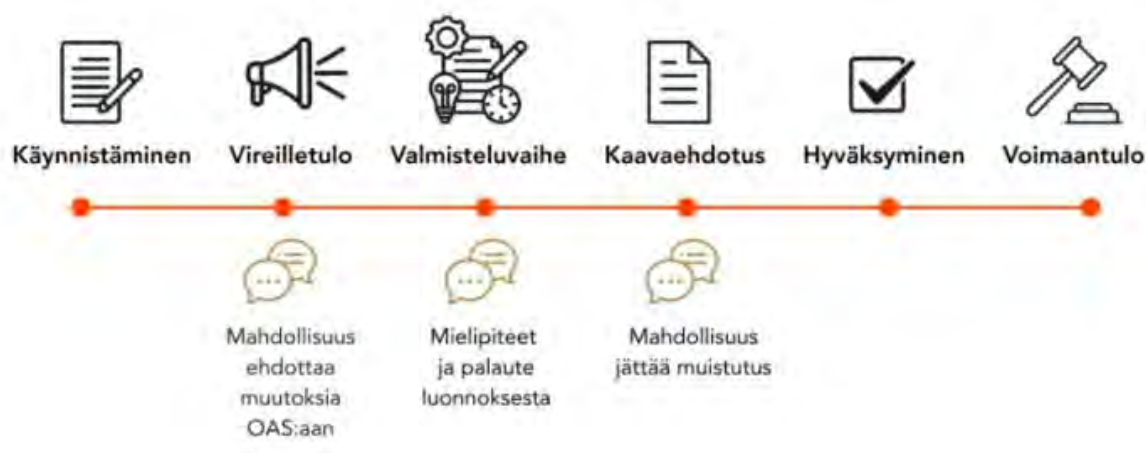 Käynnistäminen
Vireilletulo
Valmisteluvaihe
Kaavaehdotus
Hyväksyminen
Voimaantulo
Mahdollisuus
ehdottaa
muutoksia
OAS:aan
Mielipiteet
ja palaute
luonnoksesta
Mahdollisuus
jättää muistutus